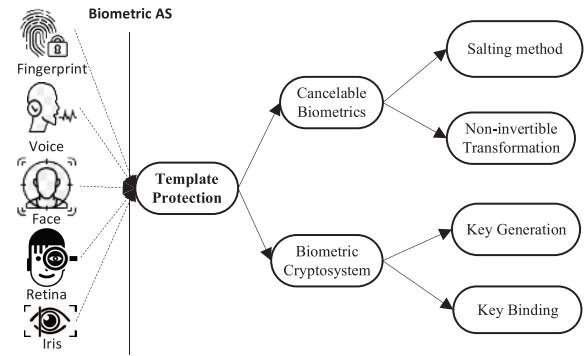 Biometric AS
Fingerprint
Voice
Face
Retina
Iris
Template
Protection
Cancelable
Biometrics
Biometric
Cryptosystem
Salting method
Non-invertible
Transformation
Key Generation
Key Binding